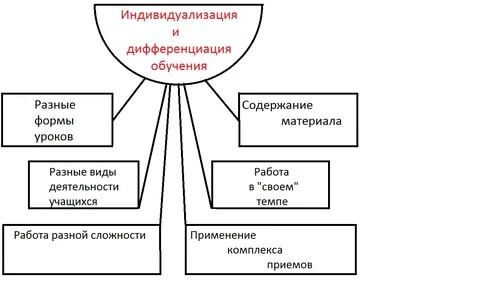 Индивидуализация
и
дифференциация
обучения
Разные
формы
уроков
Содержание
материала
Разные виды
деятельности
учащихся
Работа
в "своем"
темпе
Работа разной сложности
Применение
комплекса
приемов